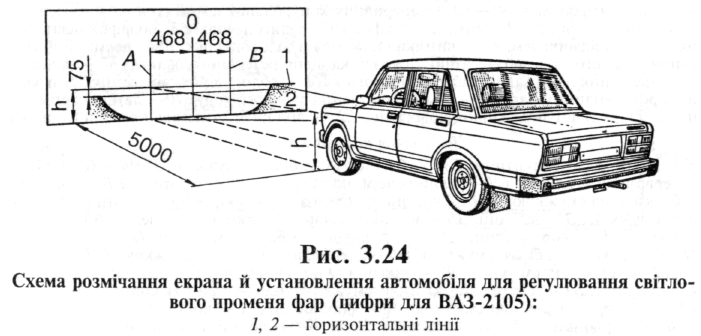 0
468 468
A B 1
75
2
h
5000
h
Рис. 3.24
Схема розмічання екрана й установлення автомобіля для регулювання світло-
вого променя фар (цифри для ВАЗ-2105):
1, 2 — горизонтальні лінії